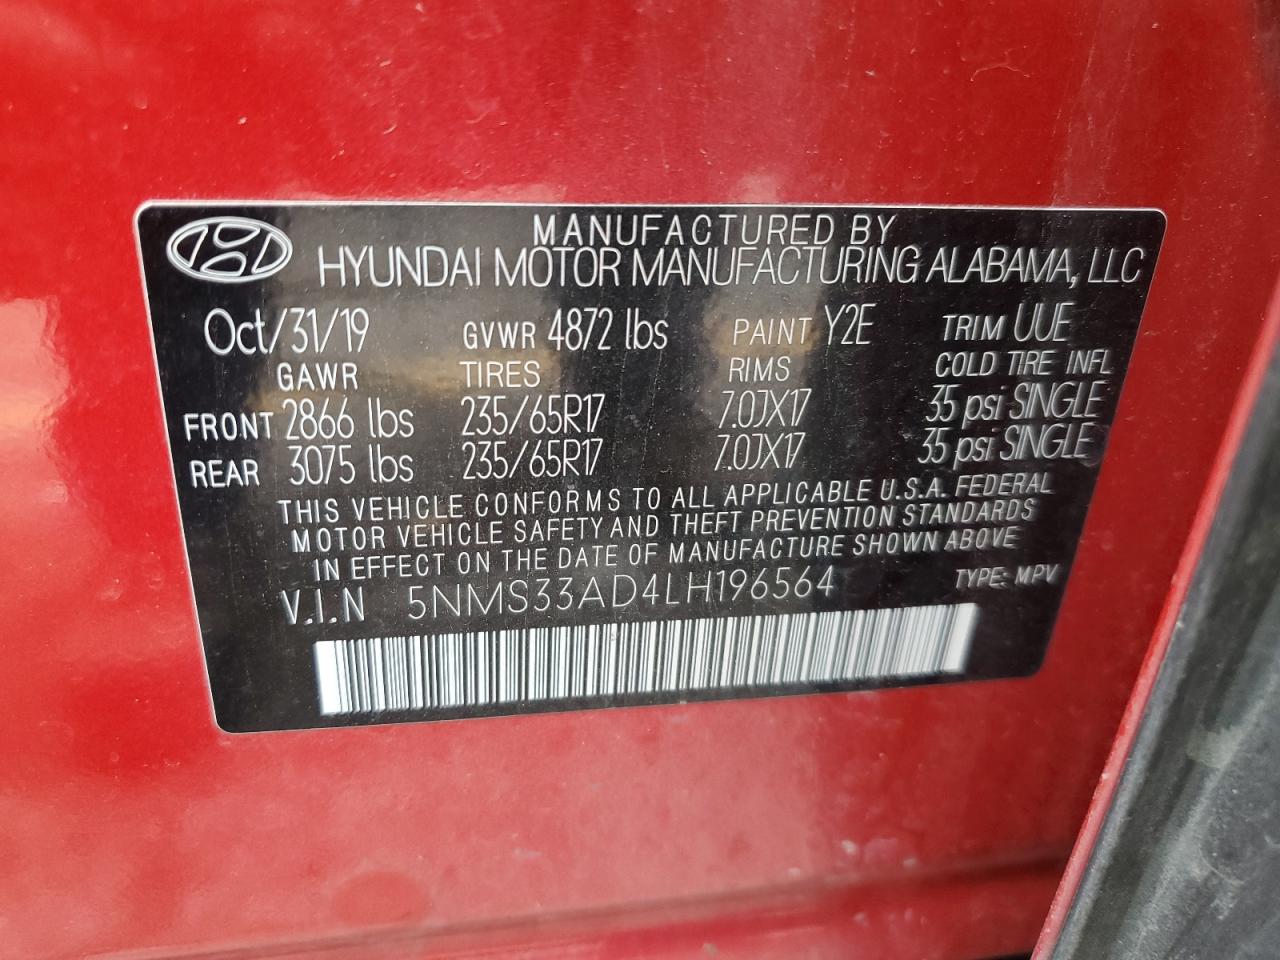 MANUFACTURED BY
HYUNDAI MOTOR MANUFACTURING ALABAMA, LLC
Oct/31/19 GVWR 4872 lbs PAINT Y2E TRIM UUE
GAWR TIRES RIMS COLD TIRE INFL
FRONT 2866 lbs 235/65R17 7.0JX17 35 psi SINGLE
REAR 3075 lbs 235/65R17 7.0JX17 35 psi SINGLE
THIS VEHICLE CONFORMS TO ALL APPLICABLE U.S.A. FEDERAL
MOTOR VEHICLE SAFETY AND THEFT PREVENTION STANDARDS
IN EFFECT ON THE DATE OF MANUFACTURE SHOWN ABOVE
V.I.N 5NMS33AD4LH196564 TYPE: MPV